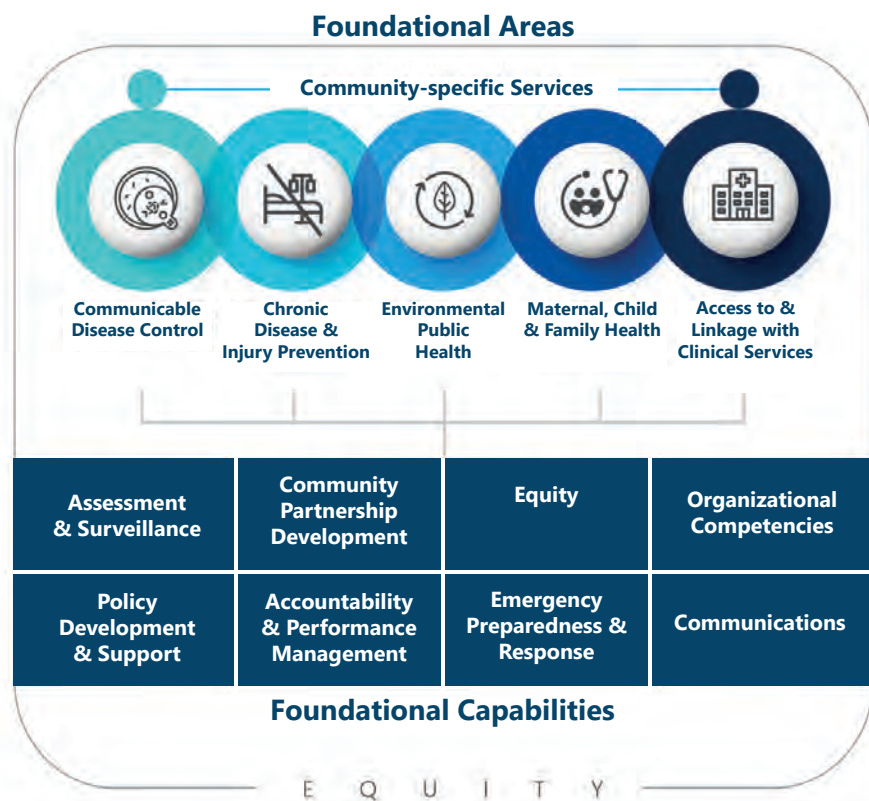 Foundational Areas
Community-specific Services
Communicable
Disease Control
Chronic
Disease &
Injury Prevention
Environmental
Public
Health
Maternal, Child
& Family Health
Access to &
Linkage with
Clinical Services
Assessment
& Surveillance
Community
Partnership
Development
Equity
Organizational
Competencies
Policy
Development
& Support
Accountability
& Performance
Management
Emergency
Preparedness &
Response
Communications
Foundational Capabilities
EQUITY